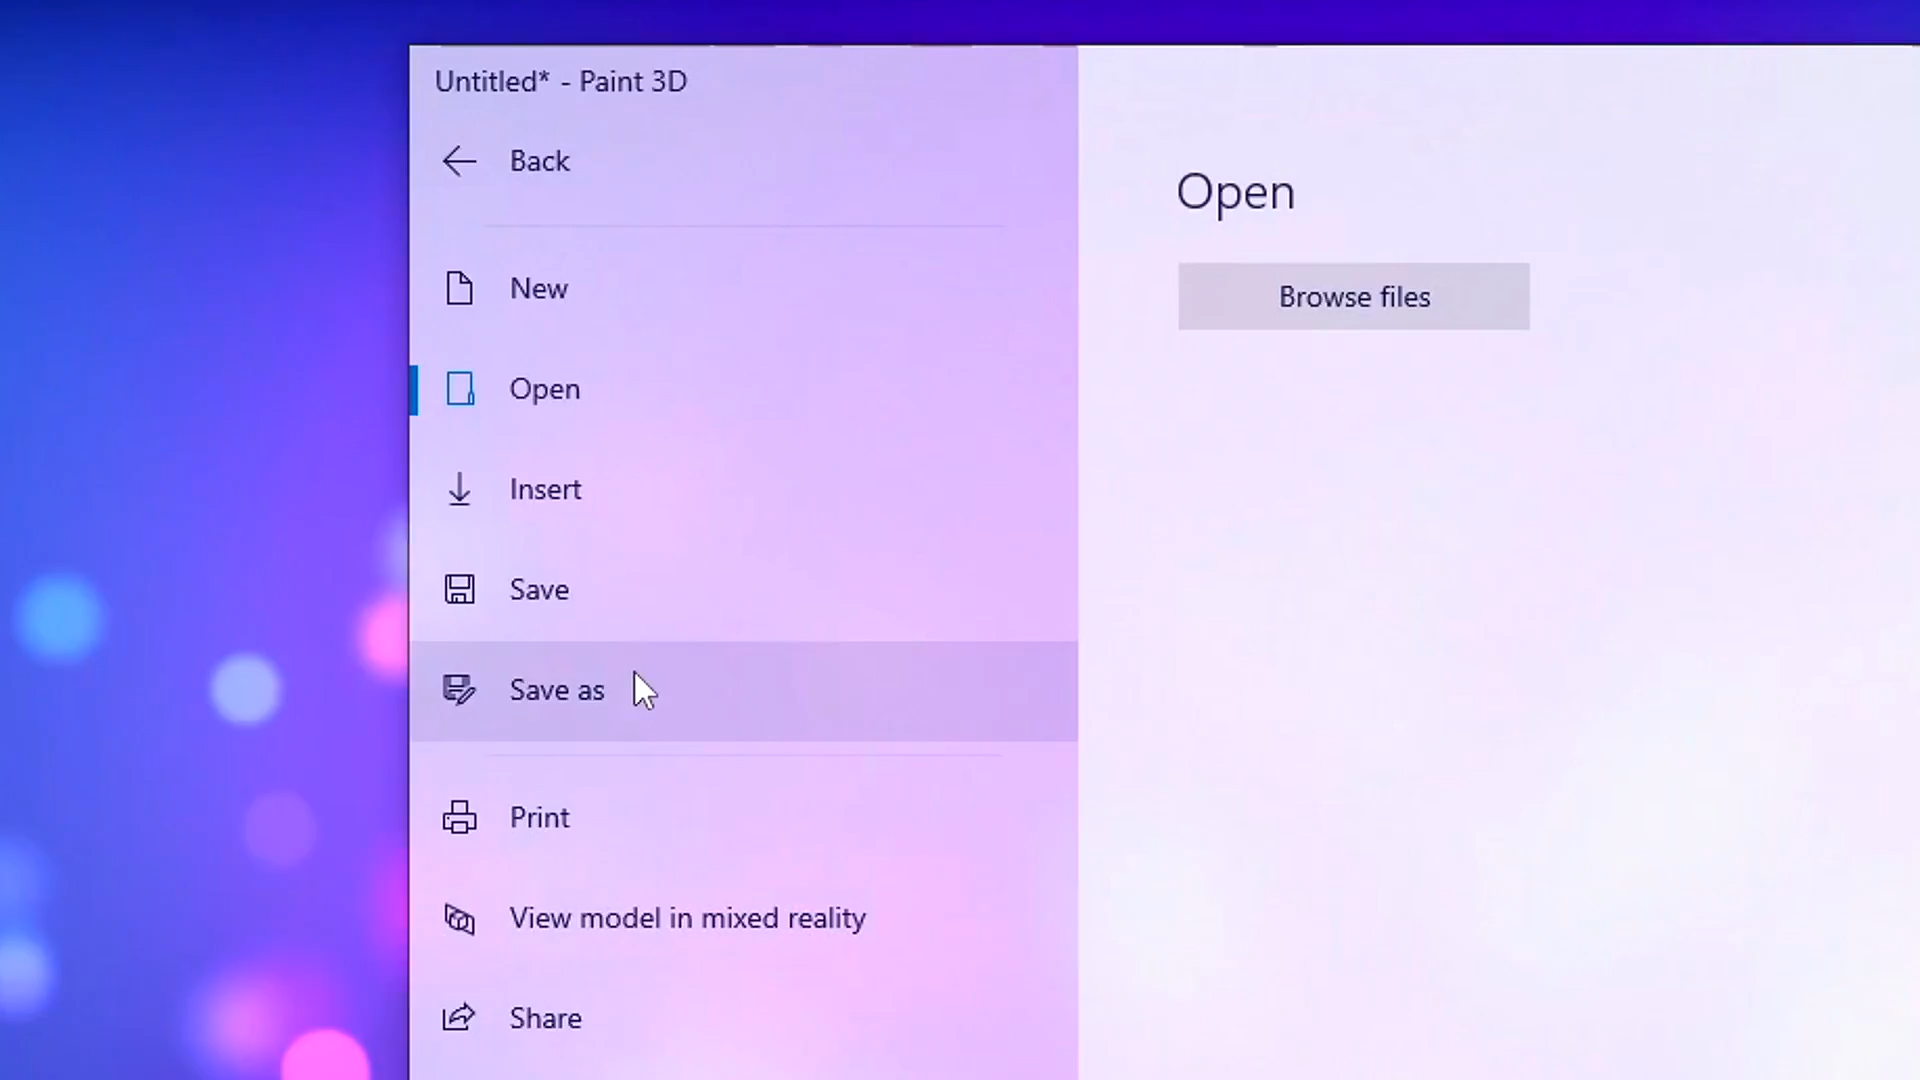 Untitled* - Paint 3D
Back
New
Open
Insert
Save
Save as
Print
View model in mixed reality
Share
Open
Browse files